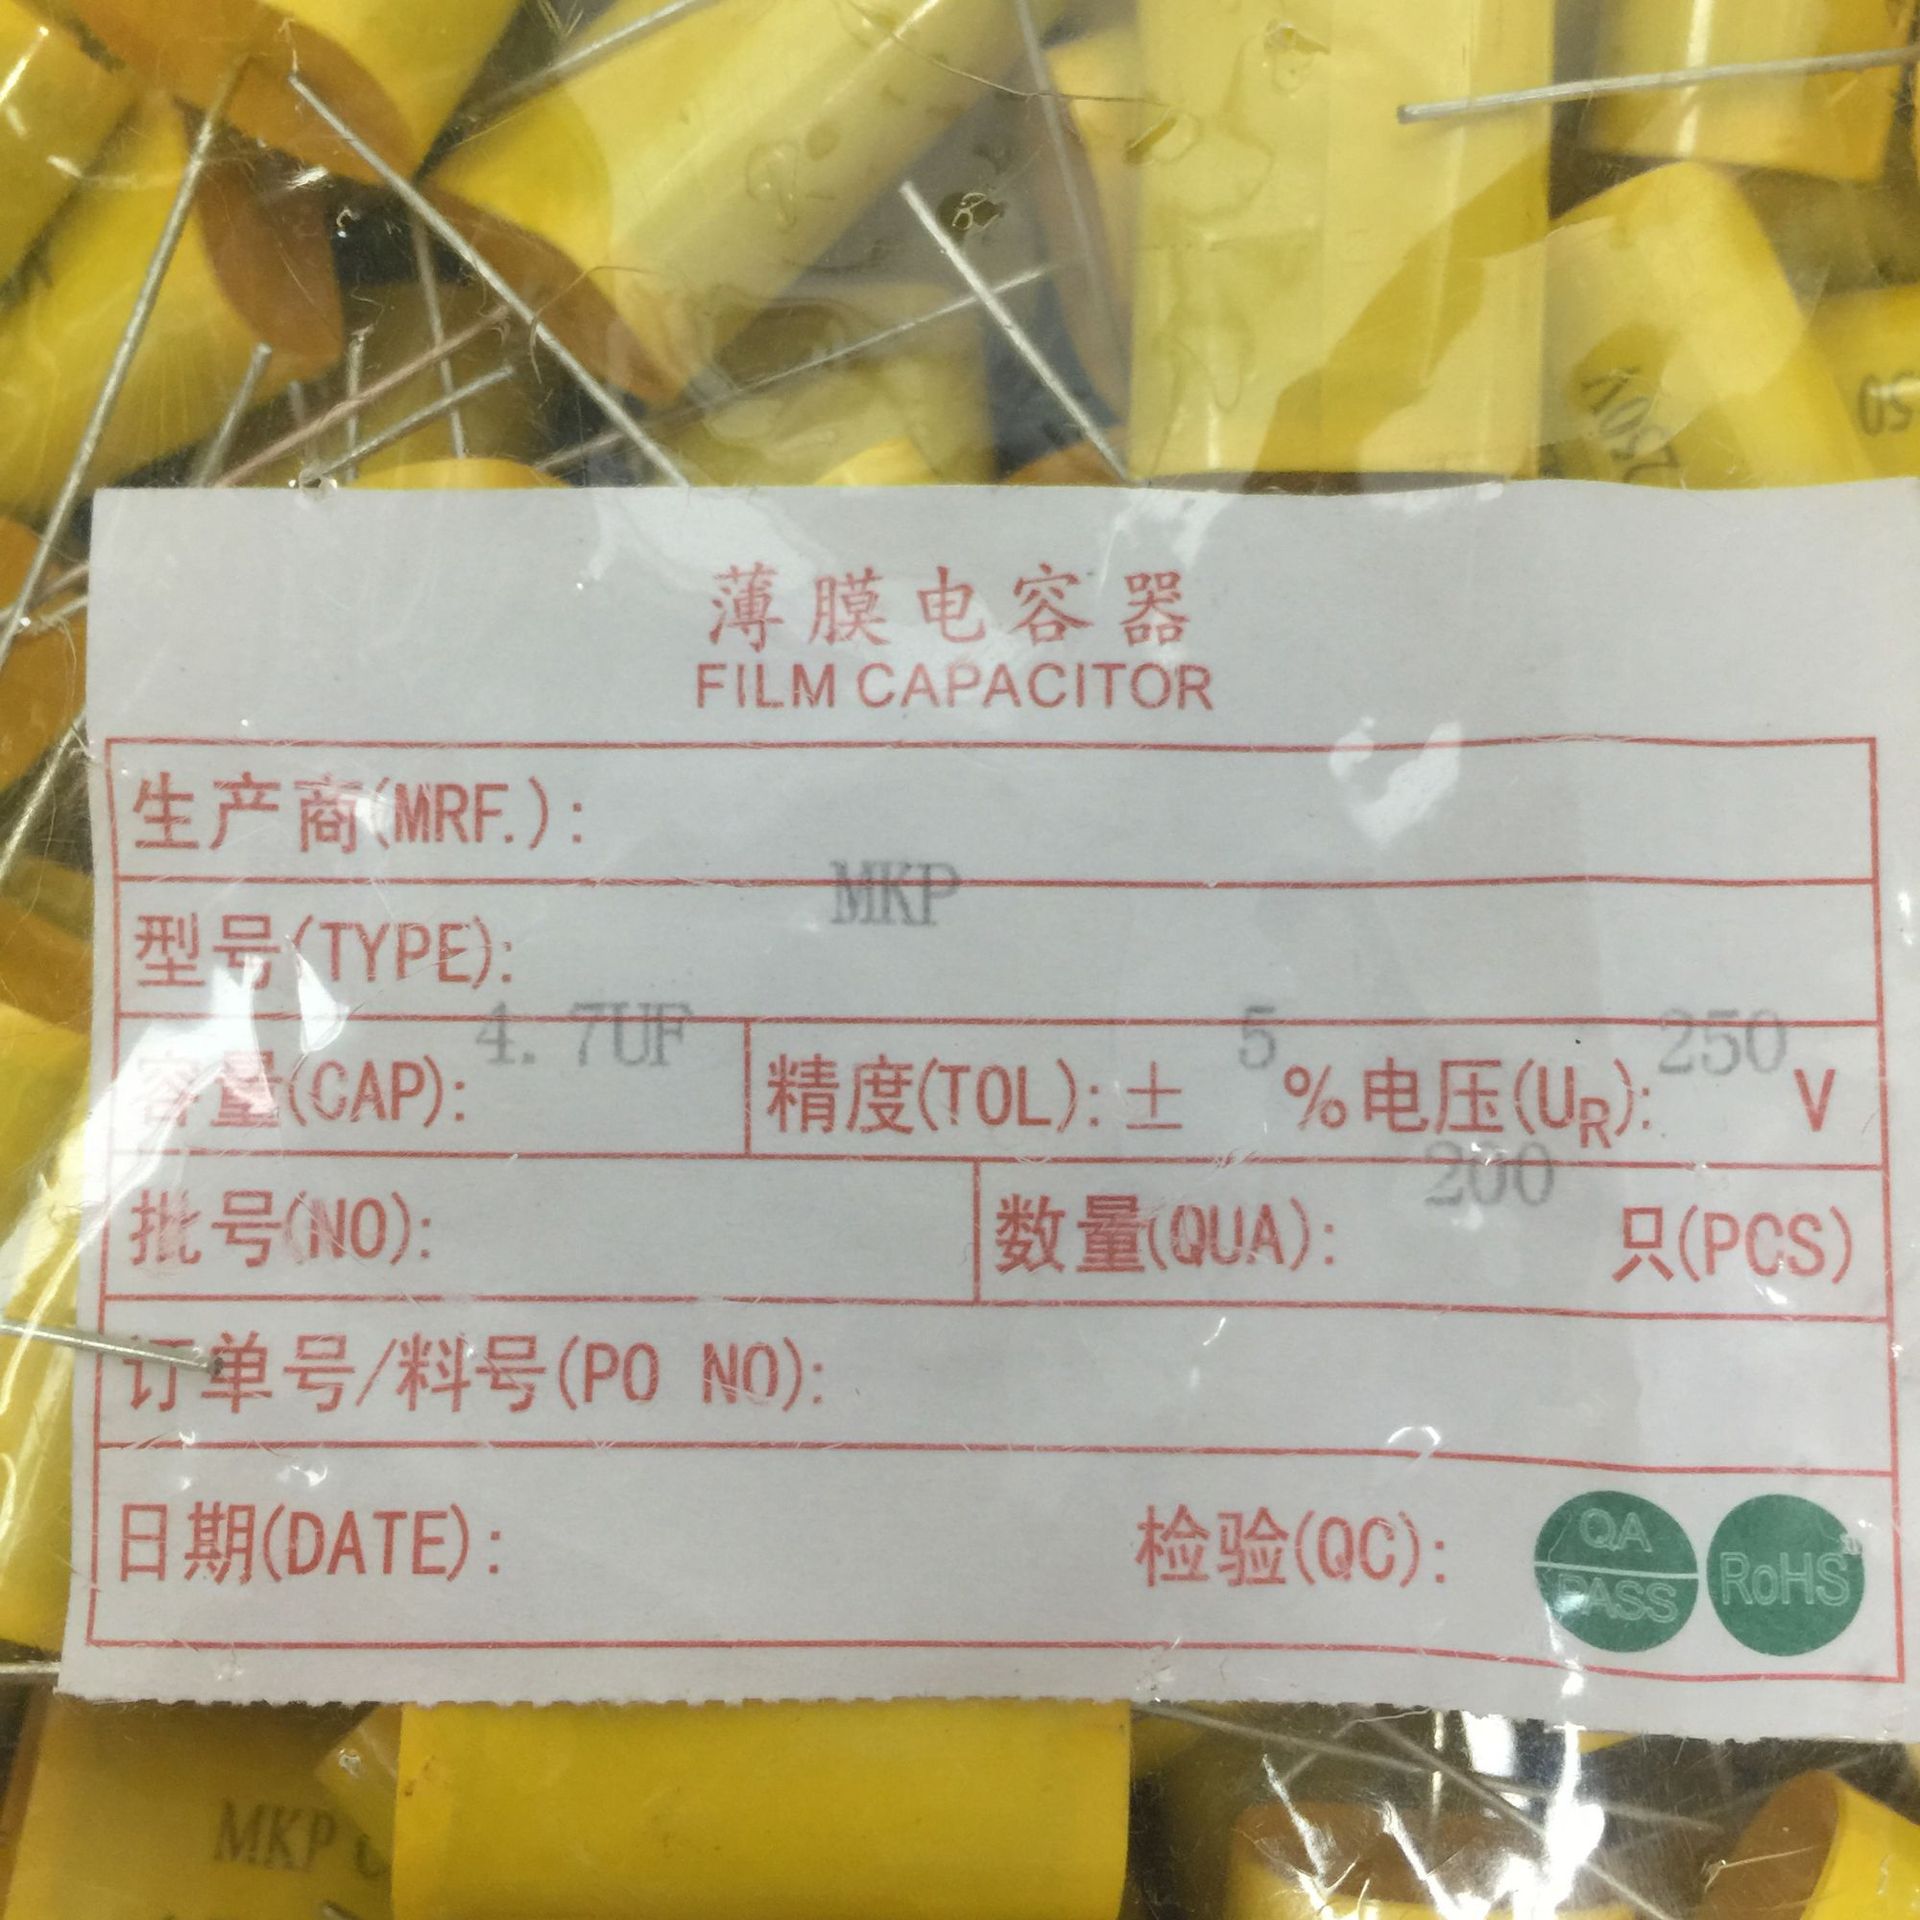 250V
50
薄膜电容器
FILM CAPACITOR
生产商(MRF.):
型号(TYPE): MKP
容量(CAP): 4.7UF 精度(TOL):± 5 % 电压(UR): 250 V
批号(NO): 数量(QUA): 200 只(PCS)
订单号/料号(PO NO):
日期(DATE): 检验(QC): QA PASS RoHS
MKP